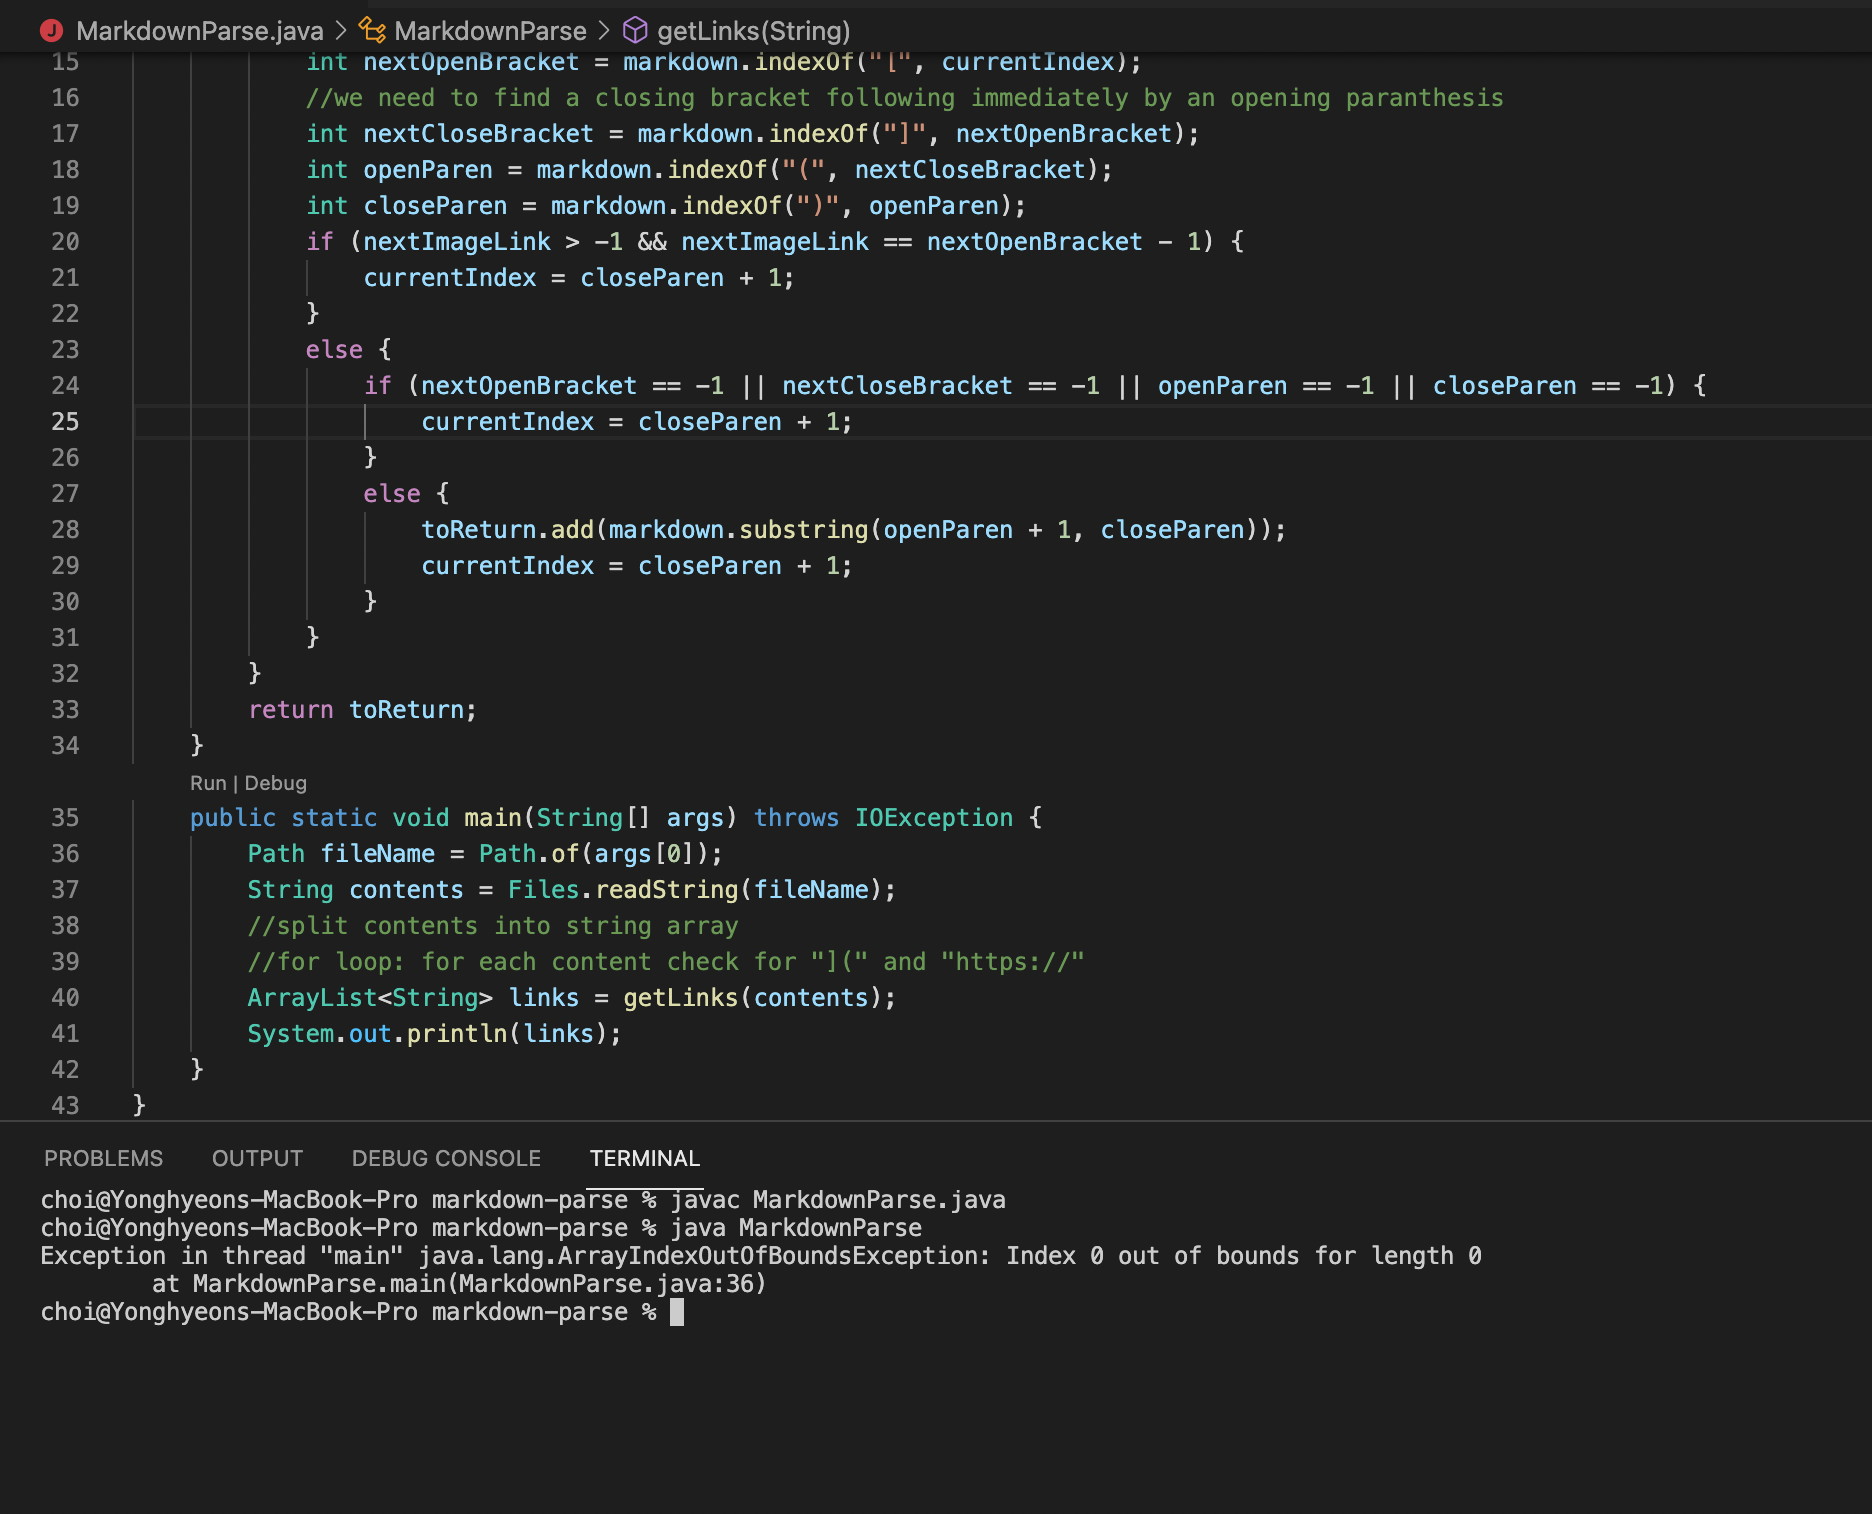 J MarkdownParse.java > MarkdownParse > getLinks(String)
15 int nextOpenBracket = markdown.indexOf("[", currentIndex);
16 //we need to find a closing bracket following immediately by an opening paranthesis
17 int nextCloseBracket = markdown.indexOf("]", nextOpenBracket);
18 int openParen = markdown.indexOf("(", nextCloseBracket);
19 int closeParen = markdown.indexOf(")", openParen);
20 if (nextImageLink > -1 && nextImageLink == nextOpenBracket - 1) {
21 currentIndex = closeParen + 1;
22 }
23 else {
24 if (nextOpenBracket == -1 || nextCloseBracket == -1 || openParen == -1 || closeParen == -1) {
25 currentIndex = closeParen + 1;
26 }
27 else {
28 toReturn.add(markdown.substring(openParen + 1, closeParen));
29 currentIndex = closeParen + 1;
30 }
31 }
32 }
33 return toReturn;
34 }
Run | Debug
35 public static void main(String[] args) throws IOException {
36 Path fileName = Path.of(args[0]);
37 String contents = Files.readString(fileName);
38 //split contents into string array
39 //for loop: for each content check for "](" and "https://"
40 ArrayList<String> links = getLinks(contents);
41 System.out.println(links);
42 }
43 }
PROBLEMS OUTPUT DEBUG CONSOLE TERMINAL
choi@Yonghyeons-MacBook-Pro markdown-parse % javac MarkdownParse.java
choi@Yonghyeons-MacBook-Pro markdown-parse % java MarkdownParse
Exception in thread "main" java.lang.ArrayIndexOutOfBoundsException: Index 0 out of bounds for length 0
at MarkdownParse.main(MarkdownParse.java:36)
choi@Yonghyeons-MacBook-Pro markdown-parse %